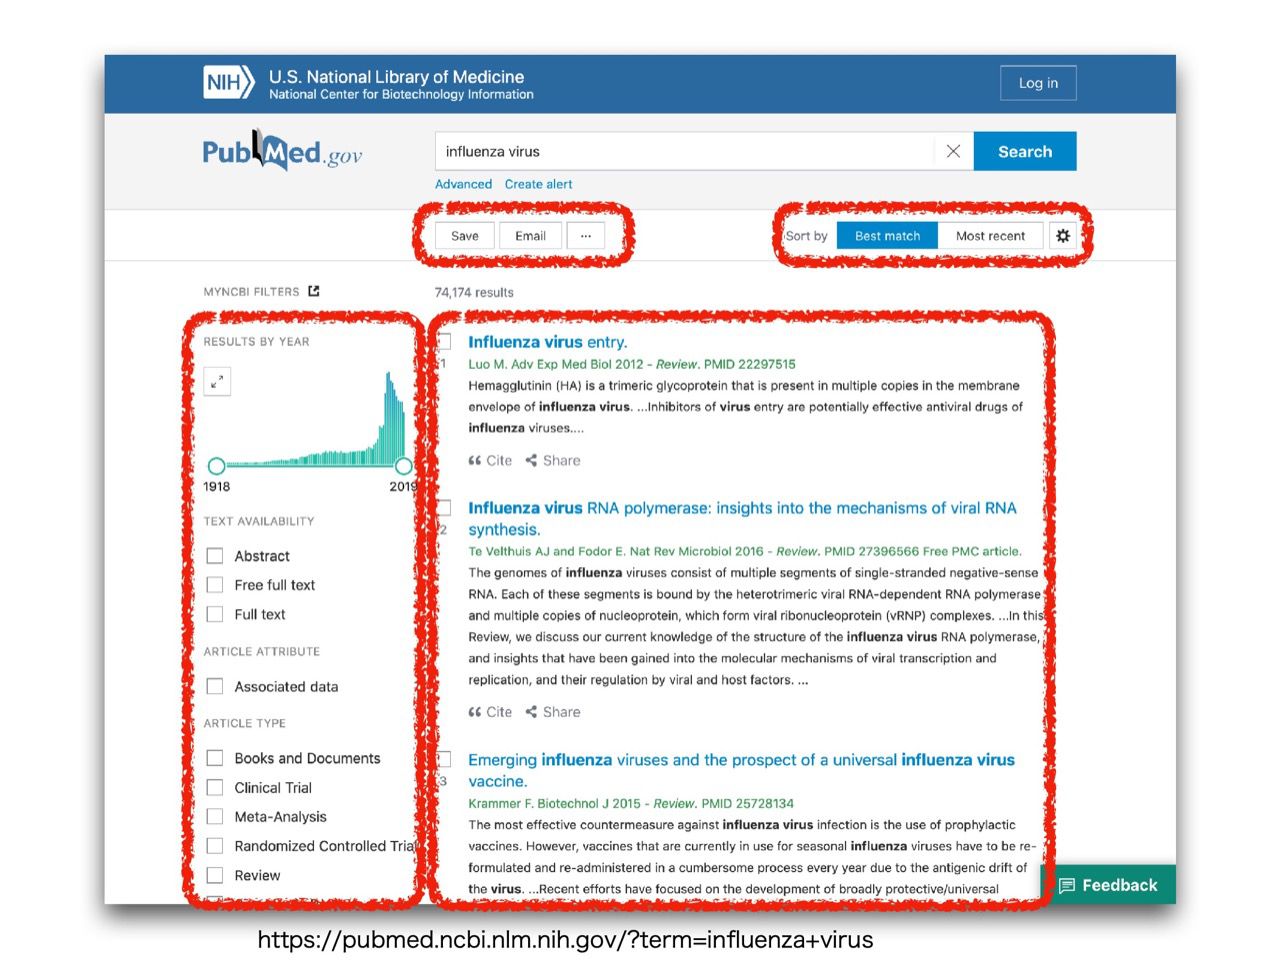 NIH
U.S. National Library of Medicine
National Center for Biotechnology Information
Log in
PubMed.gov
influenza virus
Search
Advanced Create alert
Save Email ...
Sort by Best match Most recent
MYNCBI FILTERS
74,174 results
RESULTS BY YEAR
1918 2019
TEXT AVAILABILITY
Abstract
Free full text
Full text
ARTICLE ATTRIBUTE
Associated data
ARTICLE TYPE
Books and Documents
Clinical Trial
Meta-Analysis
Randomized Controlled Trial
Review
Influenza virus entry.
1
Luo M. Adv Exp Med Biol 2012 - Review. PMID 22297515
Hemagglutinin (HA) is a trimeric glycoprotein that is present in multiple copies in the membrane
envelope of influenza virus. ...Inhibitors of virus entry are potentially effective antiviral drugs of
influenza viruses....
Cite Share
Influenza virus RNA polymerase: insights into the mechanisms of viral RNA
2
synthesis.
Te Velthuis AJ and Fodor E. Nat Rev Microbiol 2016 - Review. PMID 27396566 Free PMC article.
The genomes of influenza viruses consist of multiple segments of single-stranded negative-sense
RNA. Each of these segments is bound by the heterotrimeric viral RNA-dependent RNA polymerase
and multiple copies of nucleoprotein, which form viral ribonucleoprotein (vRNP) complexes. ...In this
Review, we discuss our current knowledge of the structure of the influenza virus RNA polymerase,
and insights that have been gained into the molecular mechanisms of viral transcription and
replication, and their regulation by viral and host factors. ...
Cite Share
Emerging influenza viruses and the prospect of a universal influenza virus
3
vaccine.
Krammer F. Biotechnol J 2015 - Review. PMID 25728134
The most effective countermeasure against influenza virus infection is the use of prophylactic
vaccines. However, vaccines that are currently in use for seasonal influenza viruses have to be re-
formulated and re-administered in a cumbersome process every year due to the antigenic drift of
the virus. ...Recent efforts have focused on the development of broadly protective/universal
Feedback
https://pubmed.ncbi.nlm.nih.gov/?term=influenza+virus